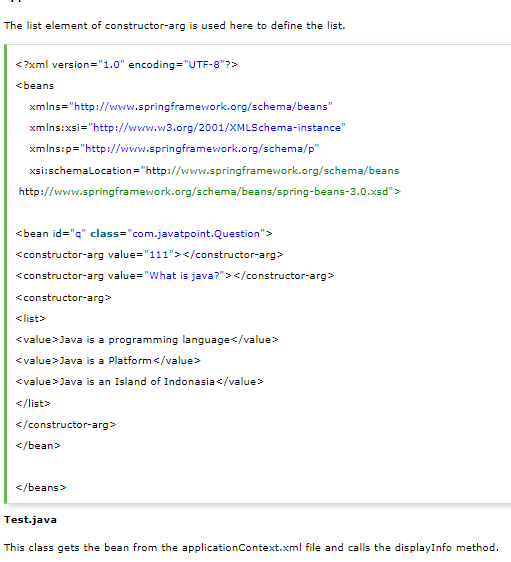 The list element of constructor-arg is used here to define the list.
<?xml version="1.0" encoding="UTF-8"?>
<beans
xmlns="http://www.springframework.org/schema/beans"
xmlns:xsi="http://www.w3.org/2001/XMLSchema-instance"
xmlns:p="http://www.springframework.org/schema/p"
xsi:schemaLocation="http://www.springframework.org/schema/beans
http://www.springframework.org/schema/beans/spring-beans-3.0.xsd">
<bean id="q" class="com.javatpoint.Question">
<constructor-arg value="111"></constructor-arg>
<constructor-arg value="What is java?"></constructor-arg>
<constructor-arg>
<list>
<value>Java is a programming language</value>
<value>Java is a Platform</value>
<value>Java is an Island of Indonasia</value>
</list>
</constructor-arg>
</bean>
</beans>
Test.java
This class gets the bean from the applicationContext.xml file and calls the displayInfo method.